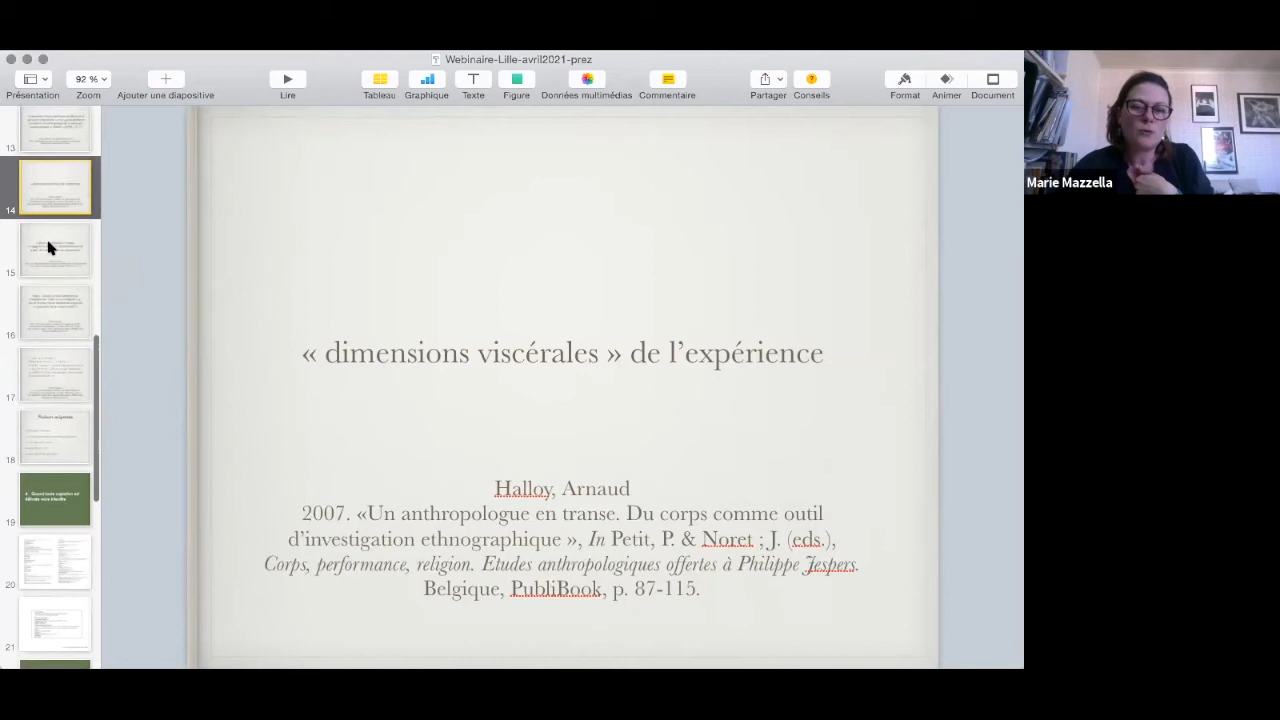 Webinaire-Lille-avril2021-prez
92 %
Présentation Zoom Ajouter une diapositive Lire Tableau Graphique Texte Figure Données multimédias Commentaire Partager Conseils Format Animer Document
13
14
15
16
17
18
19
20
21
« dimensions viscérales » de l’expérience
Halloy, Arnaud
2007. «Un anthropologue en transe. Du corps comme outil
d’investigation ethnographique », In Petit, P. & Noret ; J. (eds.),
Corps, performance, religion. Etudes anthropologiques offertes à Philippe Jespers.
Belgique, PubliBook, p. 87-115.
Marie Mazzella